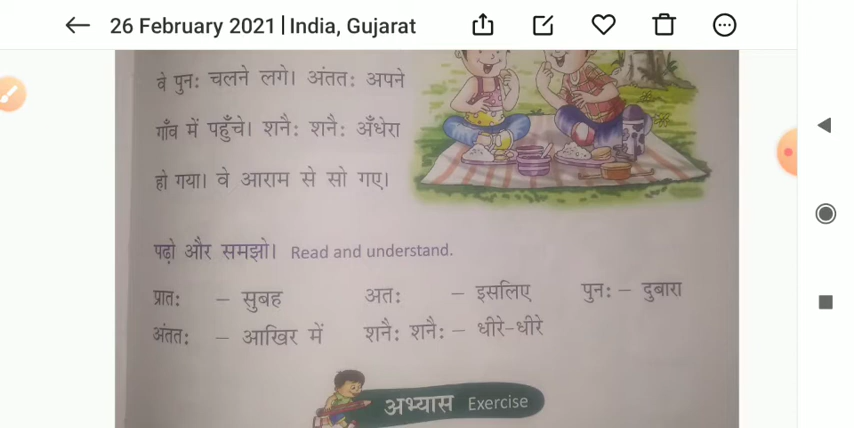 26 February 2021 | India, Gujarat
वे पुन: चलने लगे। अंतत: अपने
गाँव में पहुँचे। शनै: शनै: अँधेरा
हो गया। वे आराम से सो गए।
पढ़ो और समझो। Read and understand.
प्रात: – सुबह अत: – इसलिए पुन: – दुबारा
अंतत: – आखिर में शनै: शनै: – धीरे-धीरे
अभ्यास Exercise